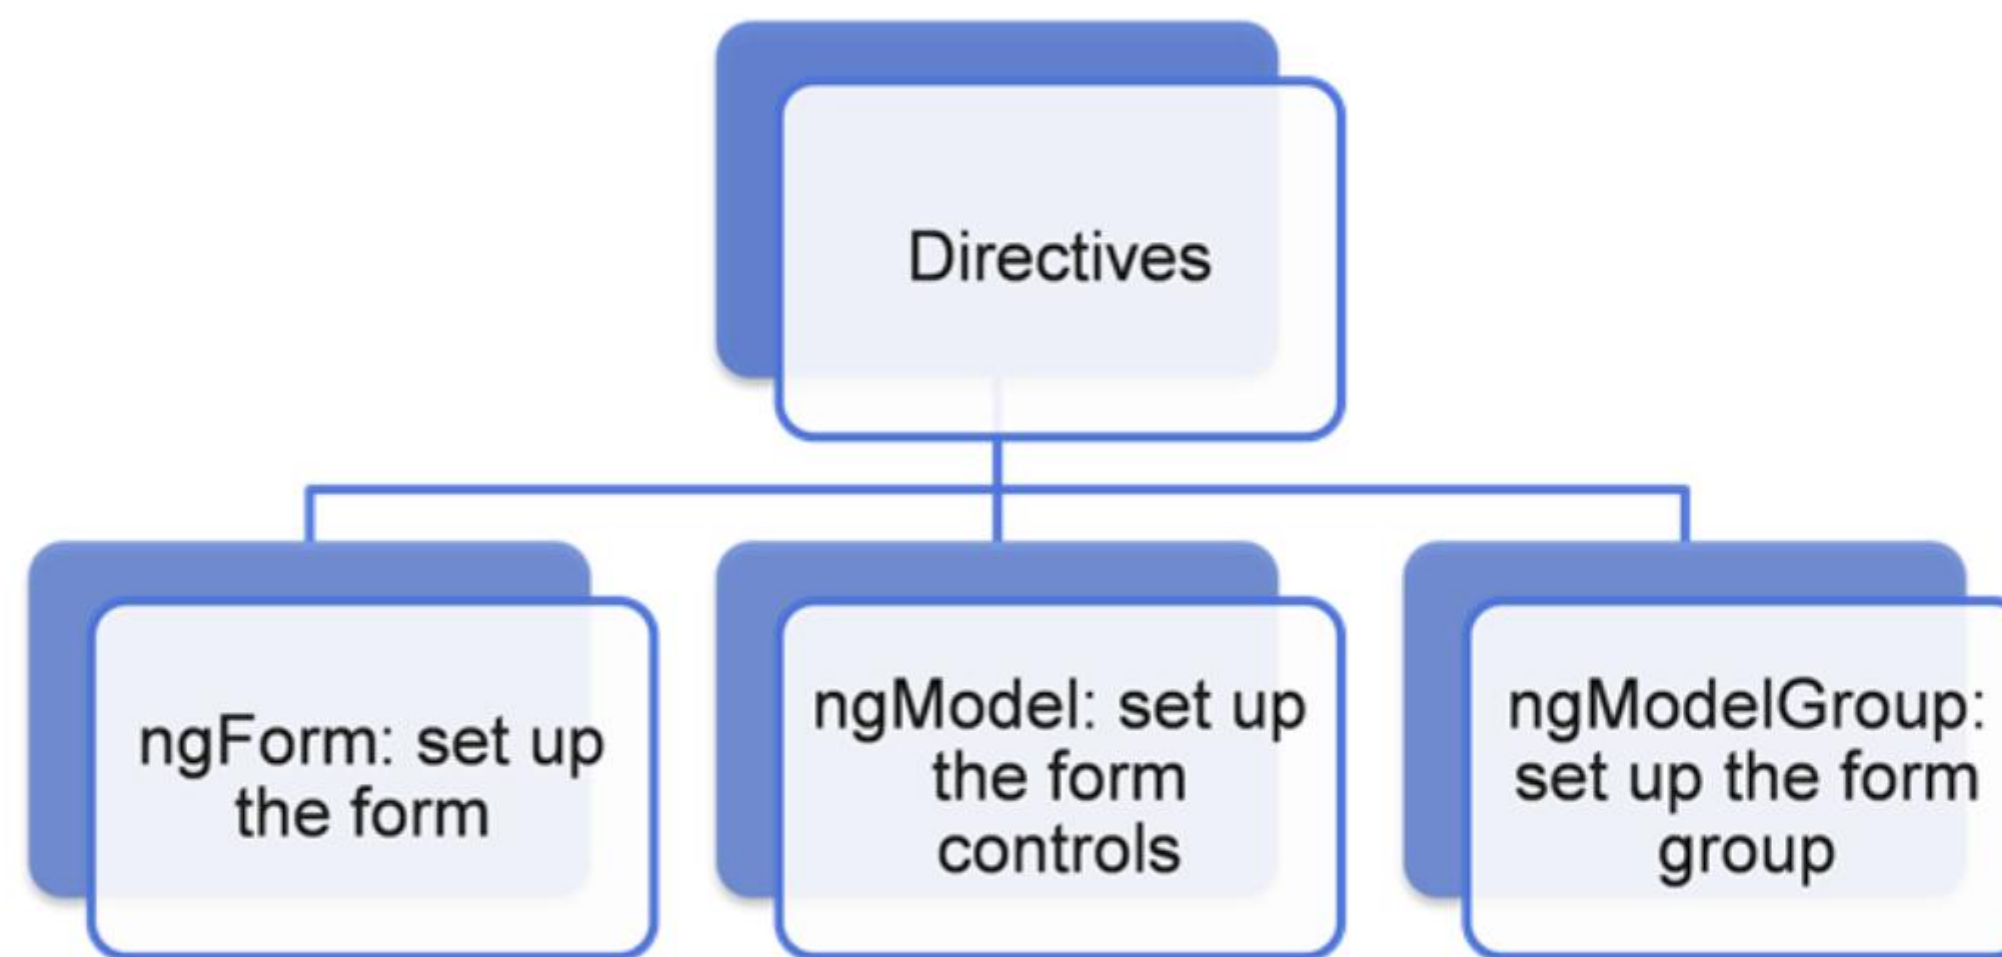 Directives
ngForm: set up
the form
ngModel: set up
the form
controls
ngModelGroup:
set up the form
group